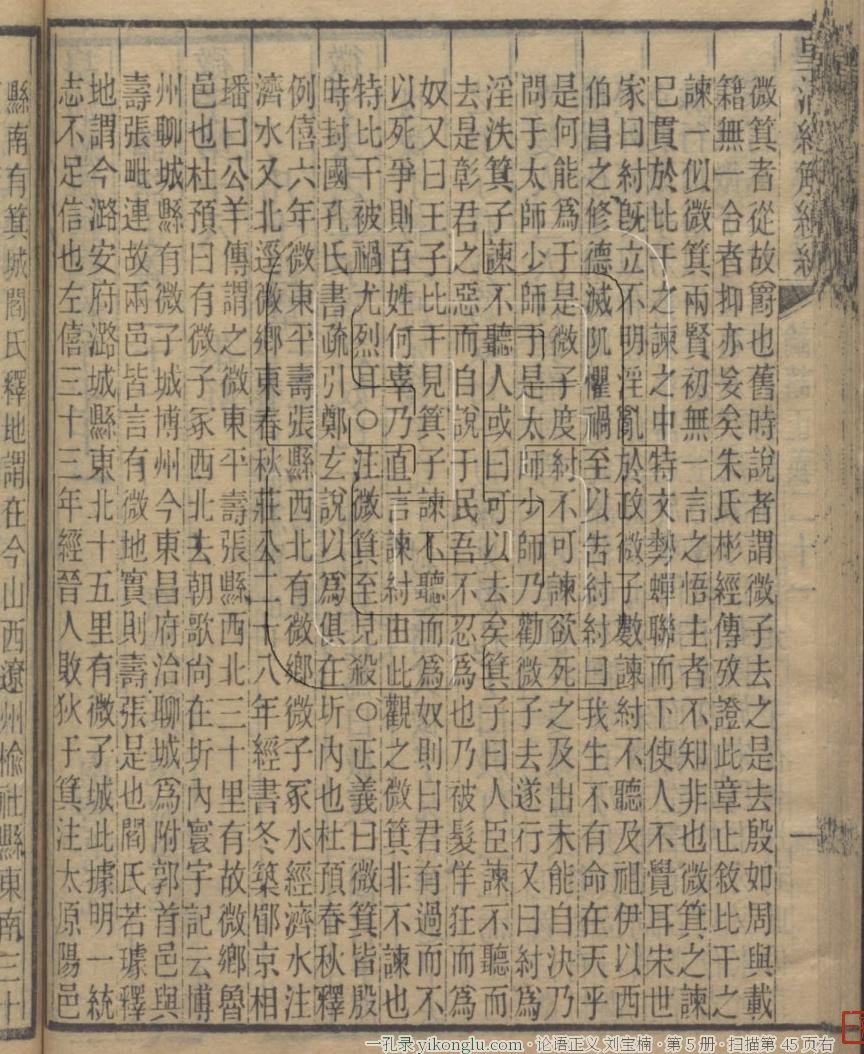 皇清經解續編
微箕者從故爵也舊時說者謂微子去之是去殷如周與載
籍無一合者抑亦妄矣朱氏彬經傳攷證此章止敘比干之
諫一似微箕兩賢初無一言之悟主者不知非也微箕之諫
巳貫於比干之諫之中特文勢蟬聯而下使人不覺耳宋世
家曰紂既立不明淫亂於政微子數諫紂不聽及祖伊以西
伯昌之修德滅阢懼禍至以告紂紂曰我生不有命在天乎
是何能爲于是微子度紂不可諫欲死之及出未能自決乃
問于太師少師于是太師少師乃勸微子去遂行又曰紂爲
淫泆箕子諫不聽人或曰可以去矣箕子曰人臣諫不聽而
去是彰君之惡而自說于民吾不忍爲也乃被髮佯狂而爲
奴又曰王子比干見箕子諫不聽而爲奴則曰君有過而不
以死爭則百姓何辜乃直言諫紂由此觀之微箕非不諫也
特比干被禍尤烈耳○注微箕至見殺○正義曰微箕皆殷
時封國孔氏書疏引鄭玄說以爲俱在圻內也杜預春秋釋
例僖六年微東平壽張縣西北有微鄉微子冢水經濟水注
濟水又北逕微鄉東春秋莊公二十八年經書冬築郿京相
璠曰公羊傳謂之微東平壽張縣西北三十里有故微鄉魯
邑也杜預曰有微子冢西北去朝歌尚在圻內寰宇記云博
州聊城縣有微子城博州今東昌府治聊城爲附郭首邑與
壽張毗連故兩邑皆言有微地實則壽張是也閻氏若璩釋
地謂今潞安府潞城縣東北十五里有微子城此據明一統
志不足信也左僖三十三年經晉人敗狄于箕注太原陽邑
縣南有箕城閻氏釋地謂在今山西遼州榆社縣東南三十
一孔录 yikonglu.com · 论语正义 刘宝楠 · 第 5 册 · 扫描第 45 页右